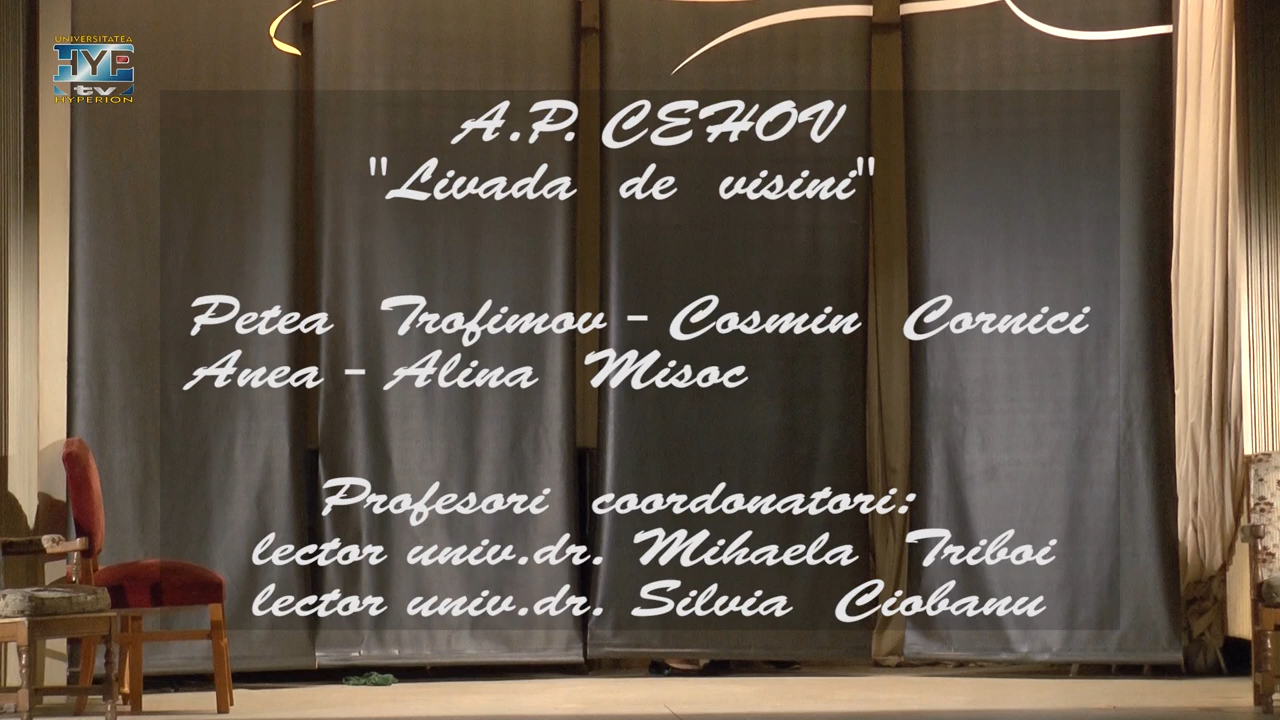 UNIVERSITATEA
HYP
tv
HYPERION
A.P. CEHOV
"Livada de visini"
Petea Trofimov - Cosmin Cornici
Anea - Alina Misoc
Profesori coordonatori:
lector univ.dr. Mihaela Triboi
lector univ.dr. Silvia Ciobanu